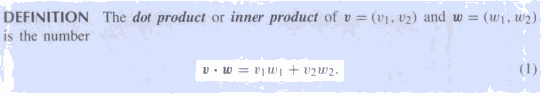 DEFINITION The dot product or inner product of v = (v₁, v₂) and w = (w₁, w₂)
is the number
v · w = v₁w₁ + v₂w₂. (1)